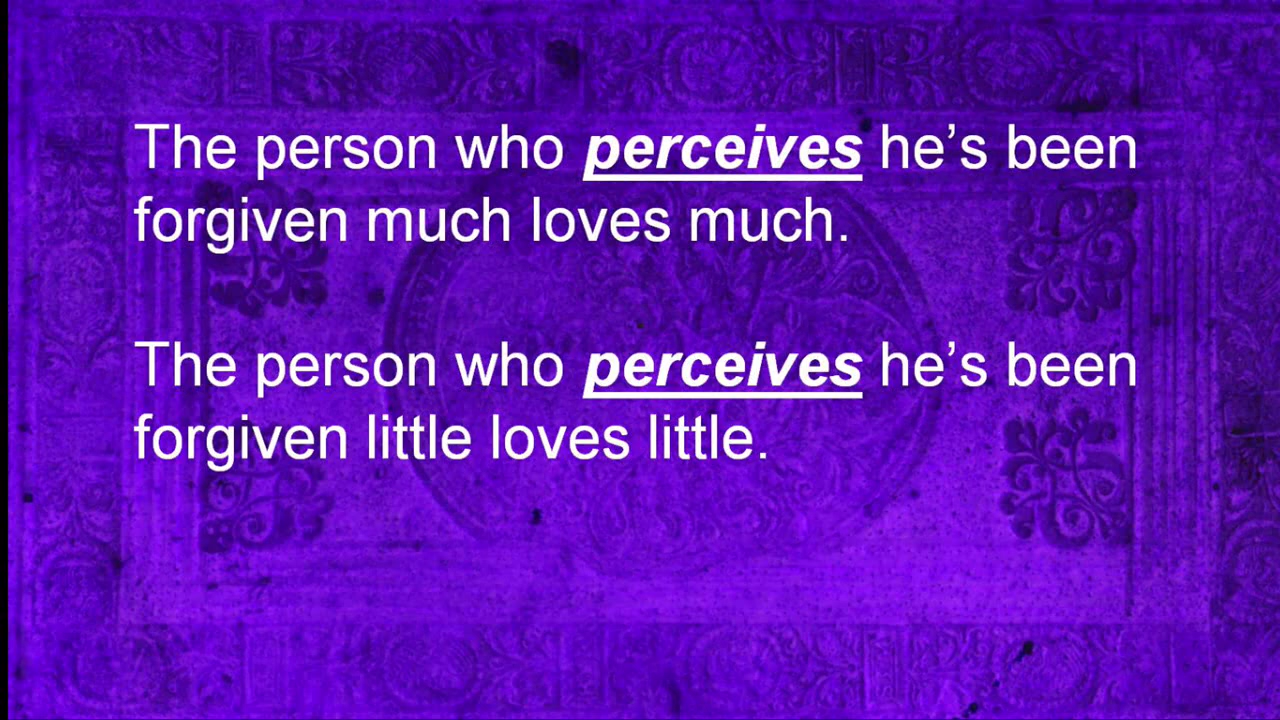 The person who perceives he’s been
forgiven much loves much.
The person who perceives he’s been
forgiven little loves little.